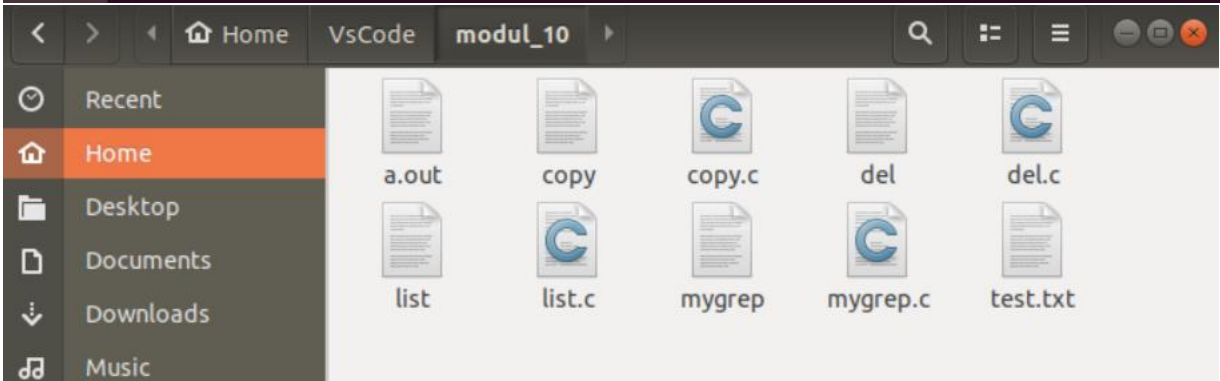 Home VsCode modul_10
Recent
Home
Desktop
Documents
Downloads
Music
a.out copy copy.c del del.c
list list.c mygrep mygrep.c test.txt